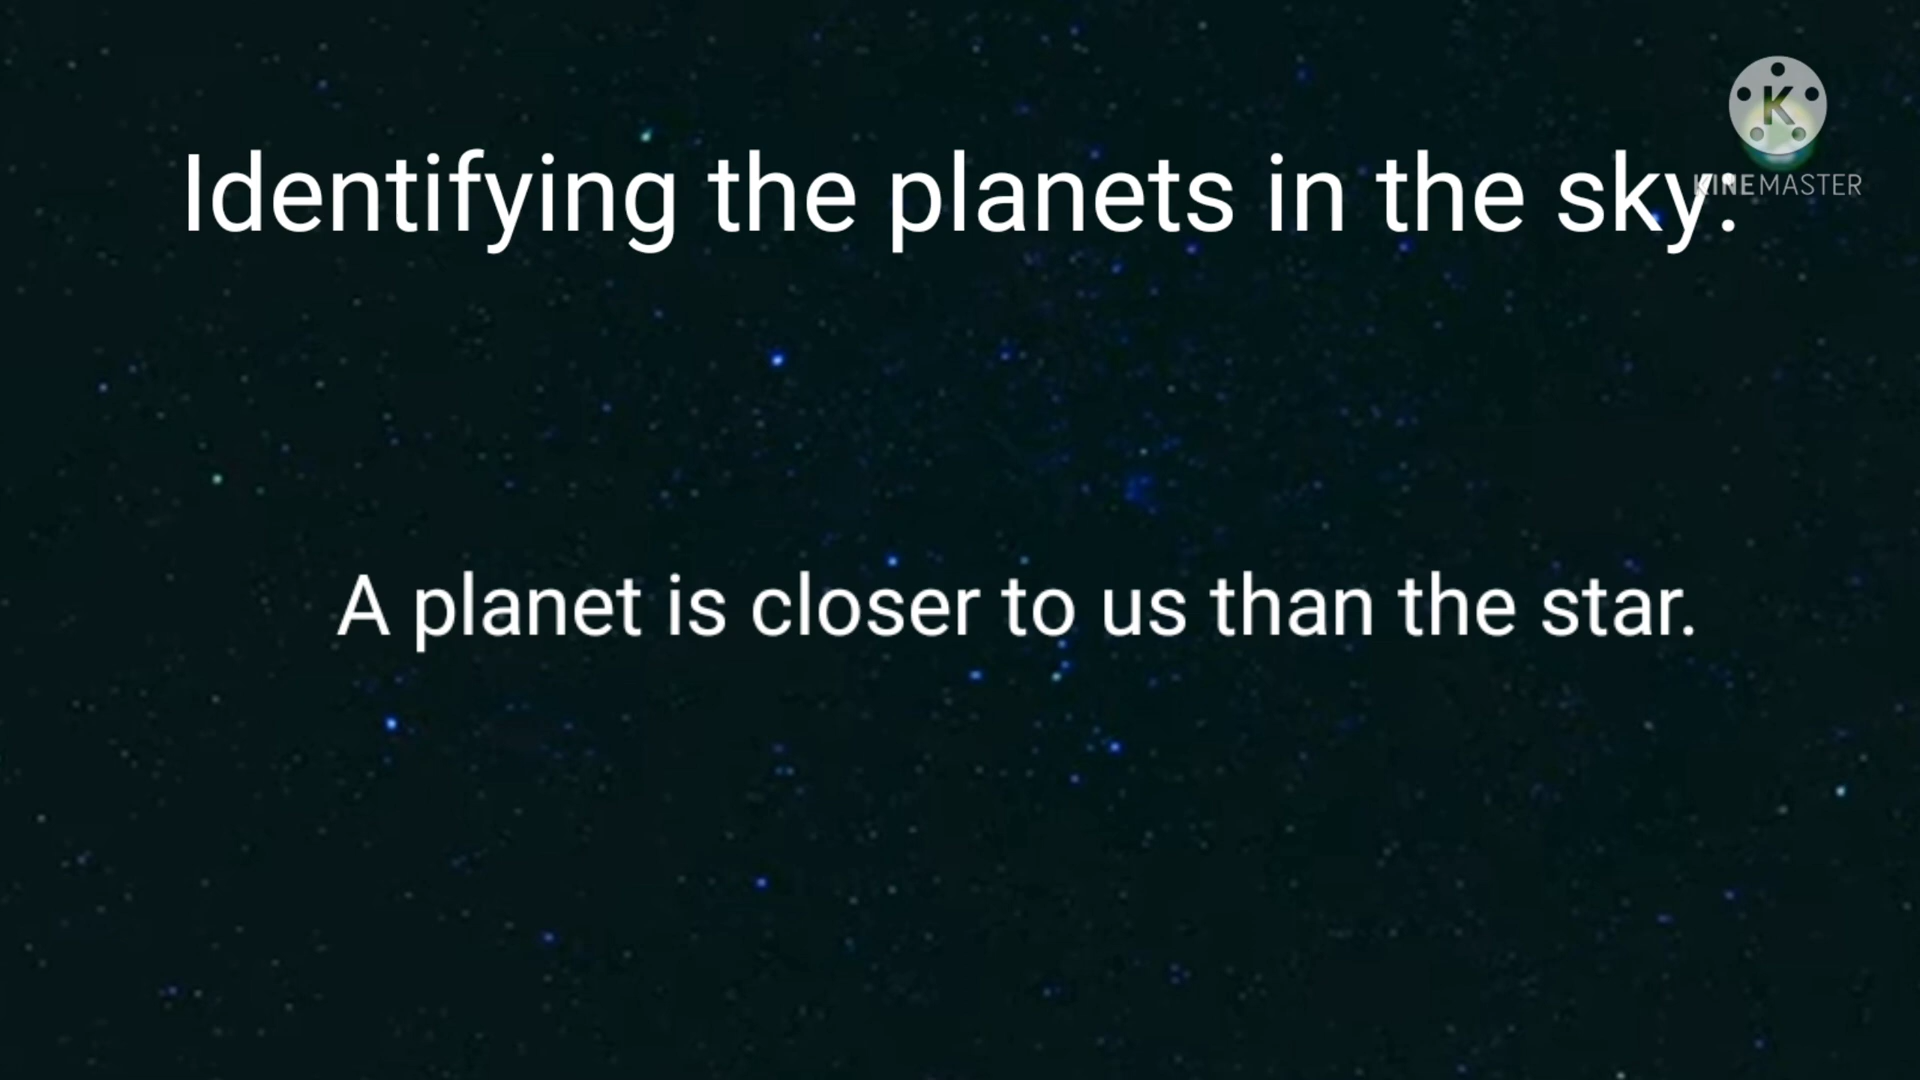 Identifying the planets in the sky:
K
KINEMASTER
A planet is closer to us than the star.